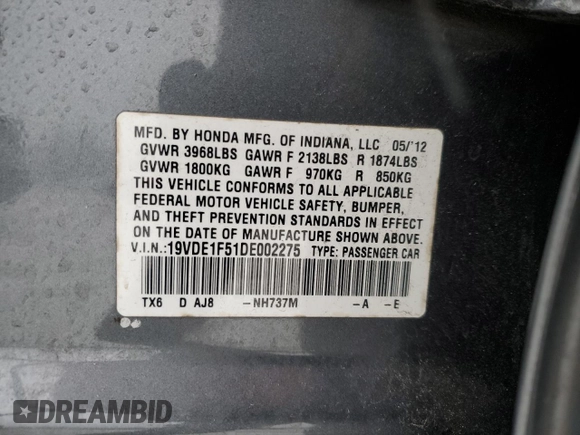 MFD. BY HONDA MFG. OF INDIANA, LLC 05/'12
GVWR 3968LBS GAWR F 2138LBS R 1874LBS
GVWR 1800KG GAWR F 970KG R 850KG
THIS VEHICLE CONFORMS TO ALL APPLICABLE
FEDERAL MOTOR VEHICLE SAFETY, BUMPER,
AND THEFT PREVENTION STANDARDS IN EFFECT
ON THE DATE OF MANUFACTURE SHOWN ABOVE.
V.I.N.:19VDE1F51DE002275 TYPE: PASSENGER CAR
TX6 D AJ8 -NH737M -A -E
DREAMBID